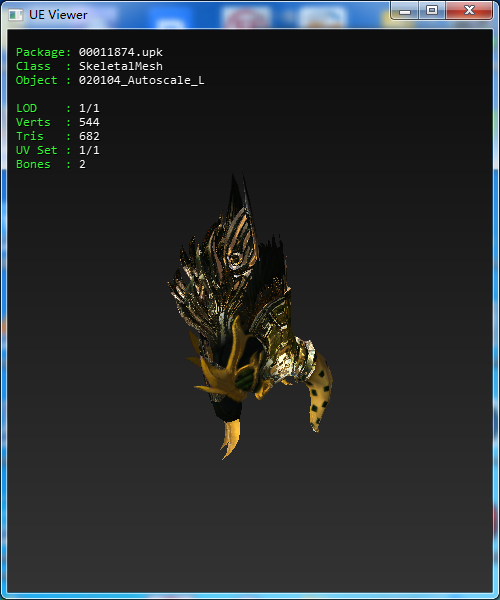 UE Viewer
Package: 00011874.upk
Class : SkeletalMesh
Object : 020104_Autoscale_L
LOD : 1/1
Verts : 544
Tris : 682
UV Set : 1/1
Bones : 2